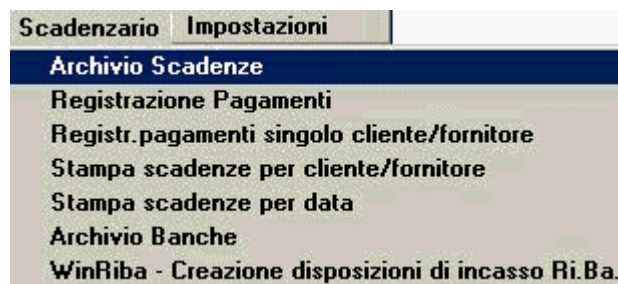 Scadenzario Impostazioni
Archivio Scadenze
Registrazione Pagamenti
Registr.pagamenti singolo cliente/fornitore
Stampa scadenze per cliente/fornitore
Stampa scadenze per data
Archivio Banche
WinRiba - Creazione disposizioni di incasso Ri.Ba.